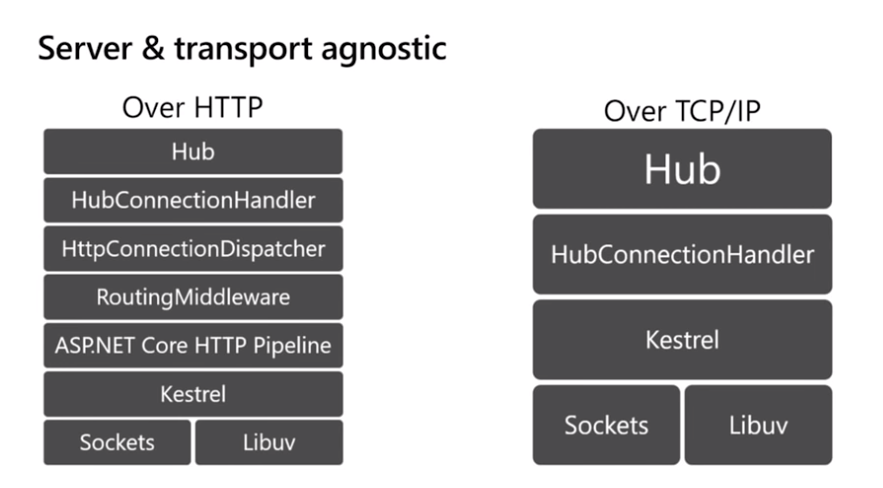 Server & transport agnostic
Over HTTP
Hub
HubConnectionHandler
HttpConnectionDispatcher
RoutingMiddleware
ASP.NET Core HTTP Pipeline
Kestrel
Sockets
Libuv
Over TCP/IP
Hub
HubConnectionHandler
Kestrel
Sockets
Libuv